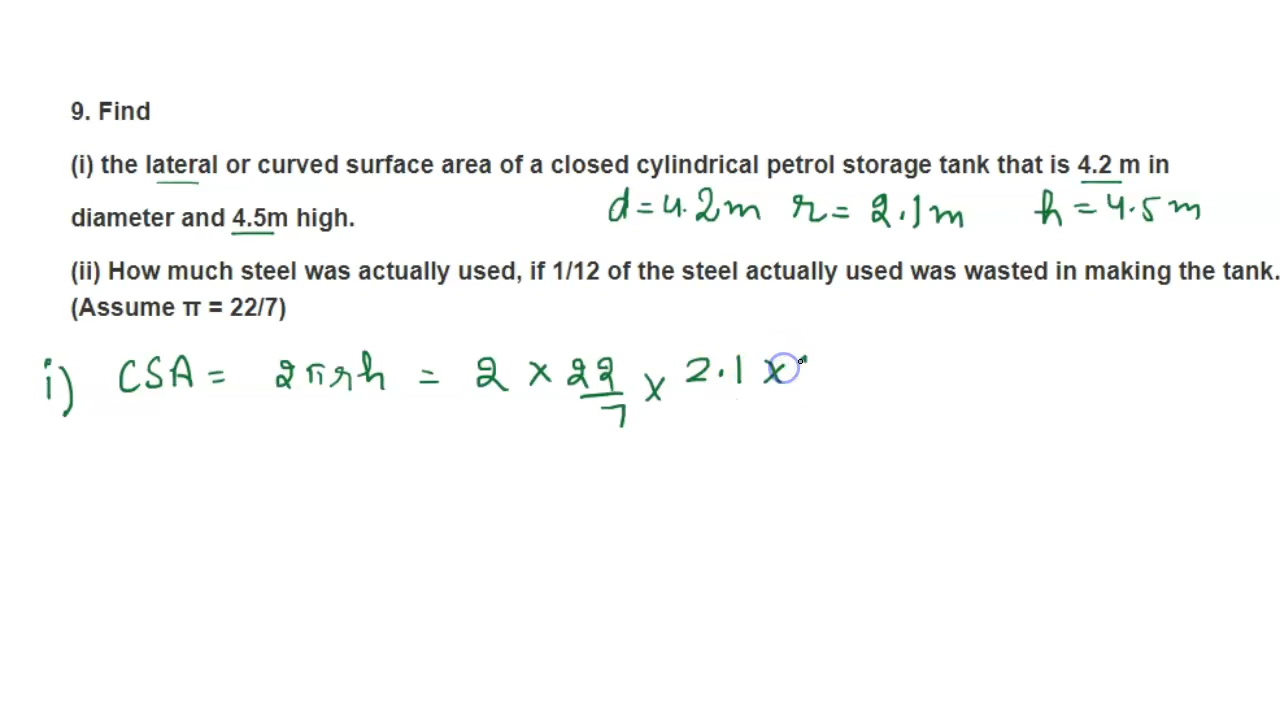 9. Find
(i) the lateral or curved surface area of a closed cylindrical petrol storage tank that is 4.2 m in
d = 4.2m r = 2.1m h = 4.5m
diameter and 4.5m high.
(ii) How much steel was actually used, if 1/12 of the steel actually used was wasted in making the tank.
(Assume π = 22/7)
i) CSA = 2πrh = 2 × 22/7 × 2.1 ×